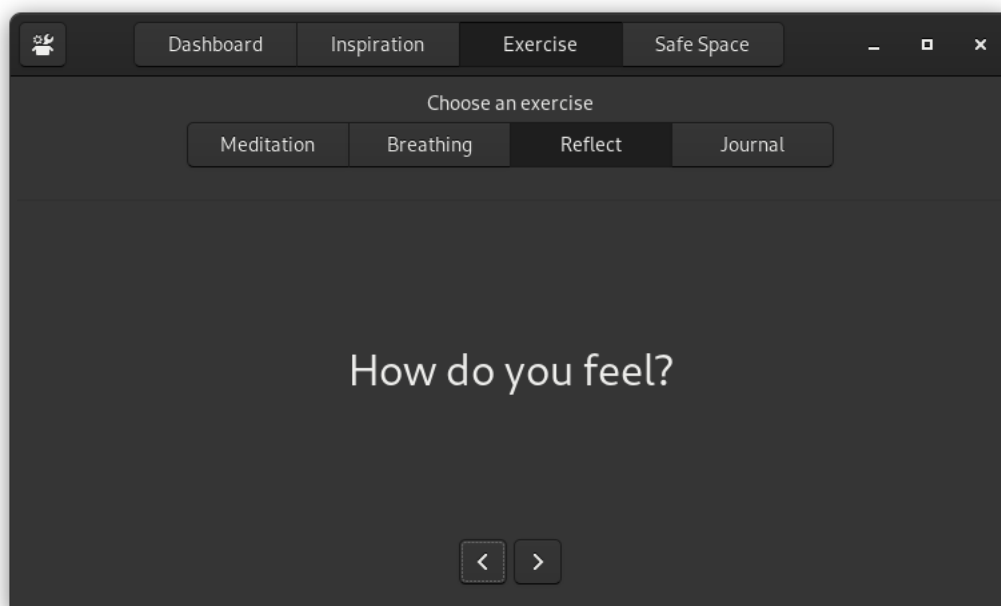 Dashboard Inspiration Exercise Safe Space
Choose an exercise
Meditation Breathing Reflect Journal
How do you feel?